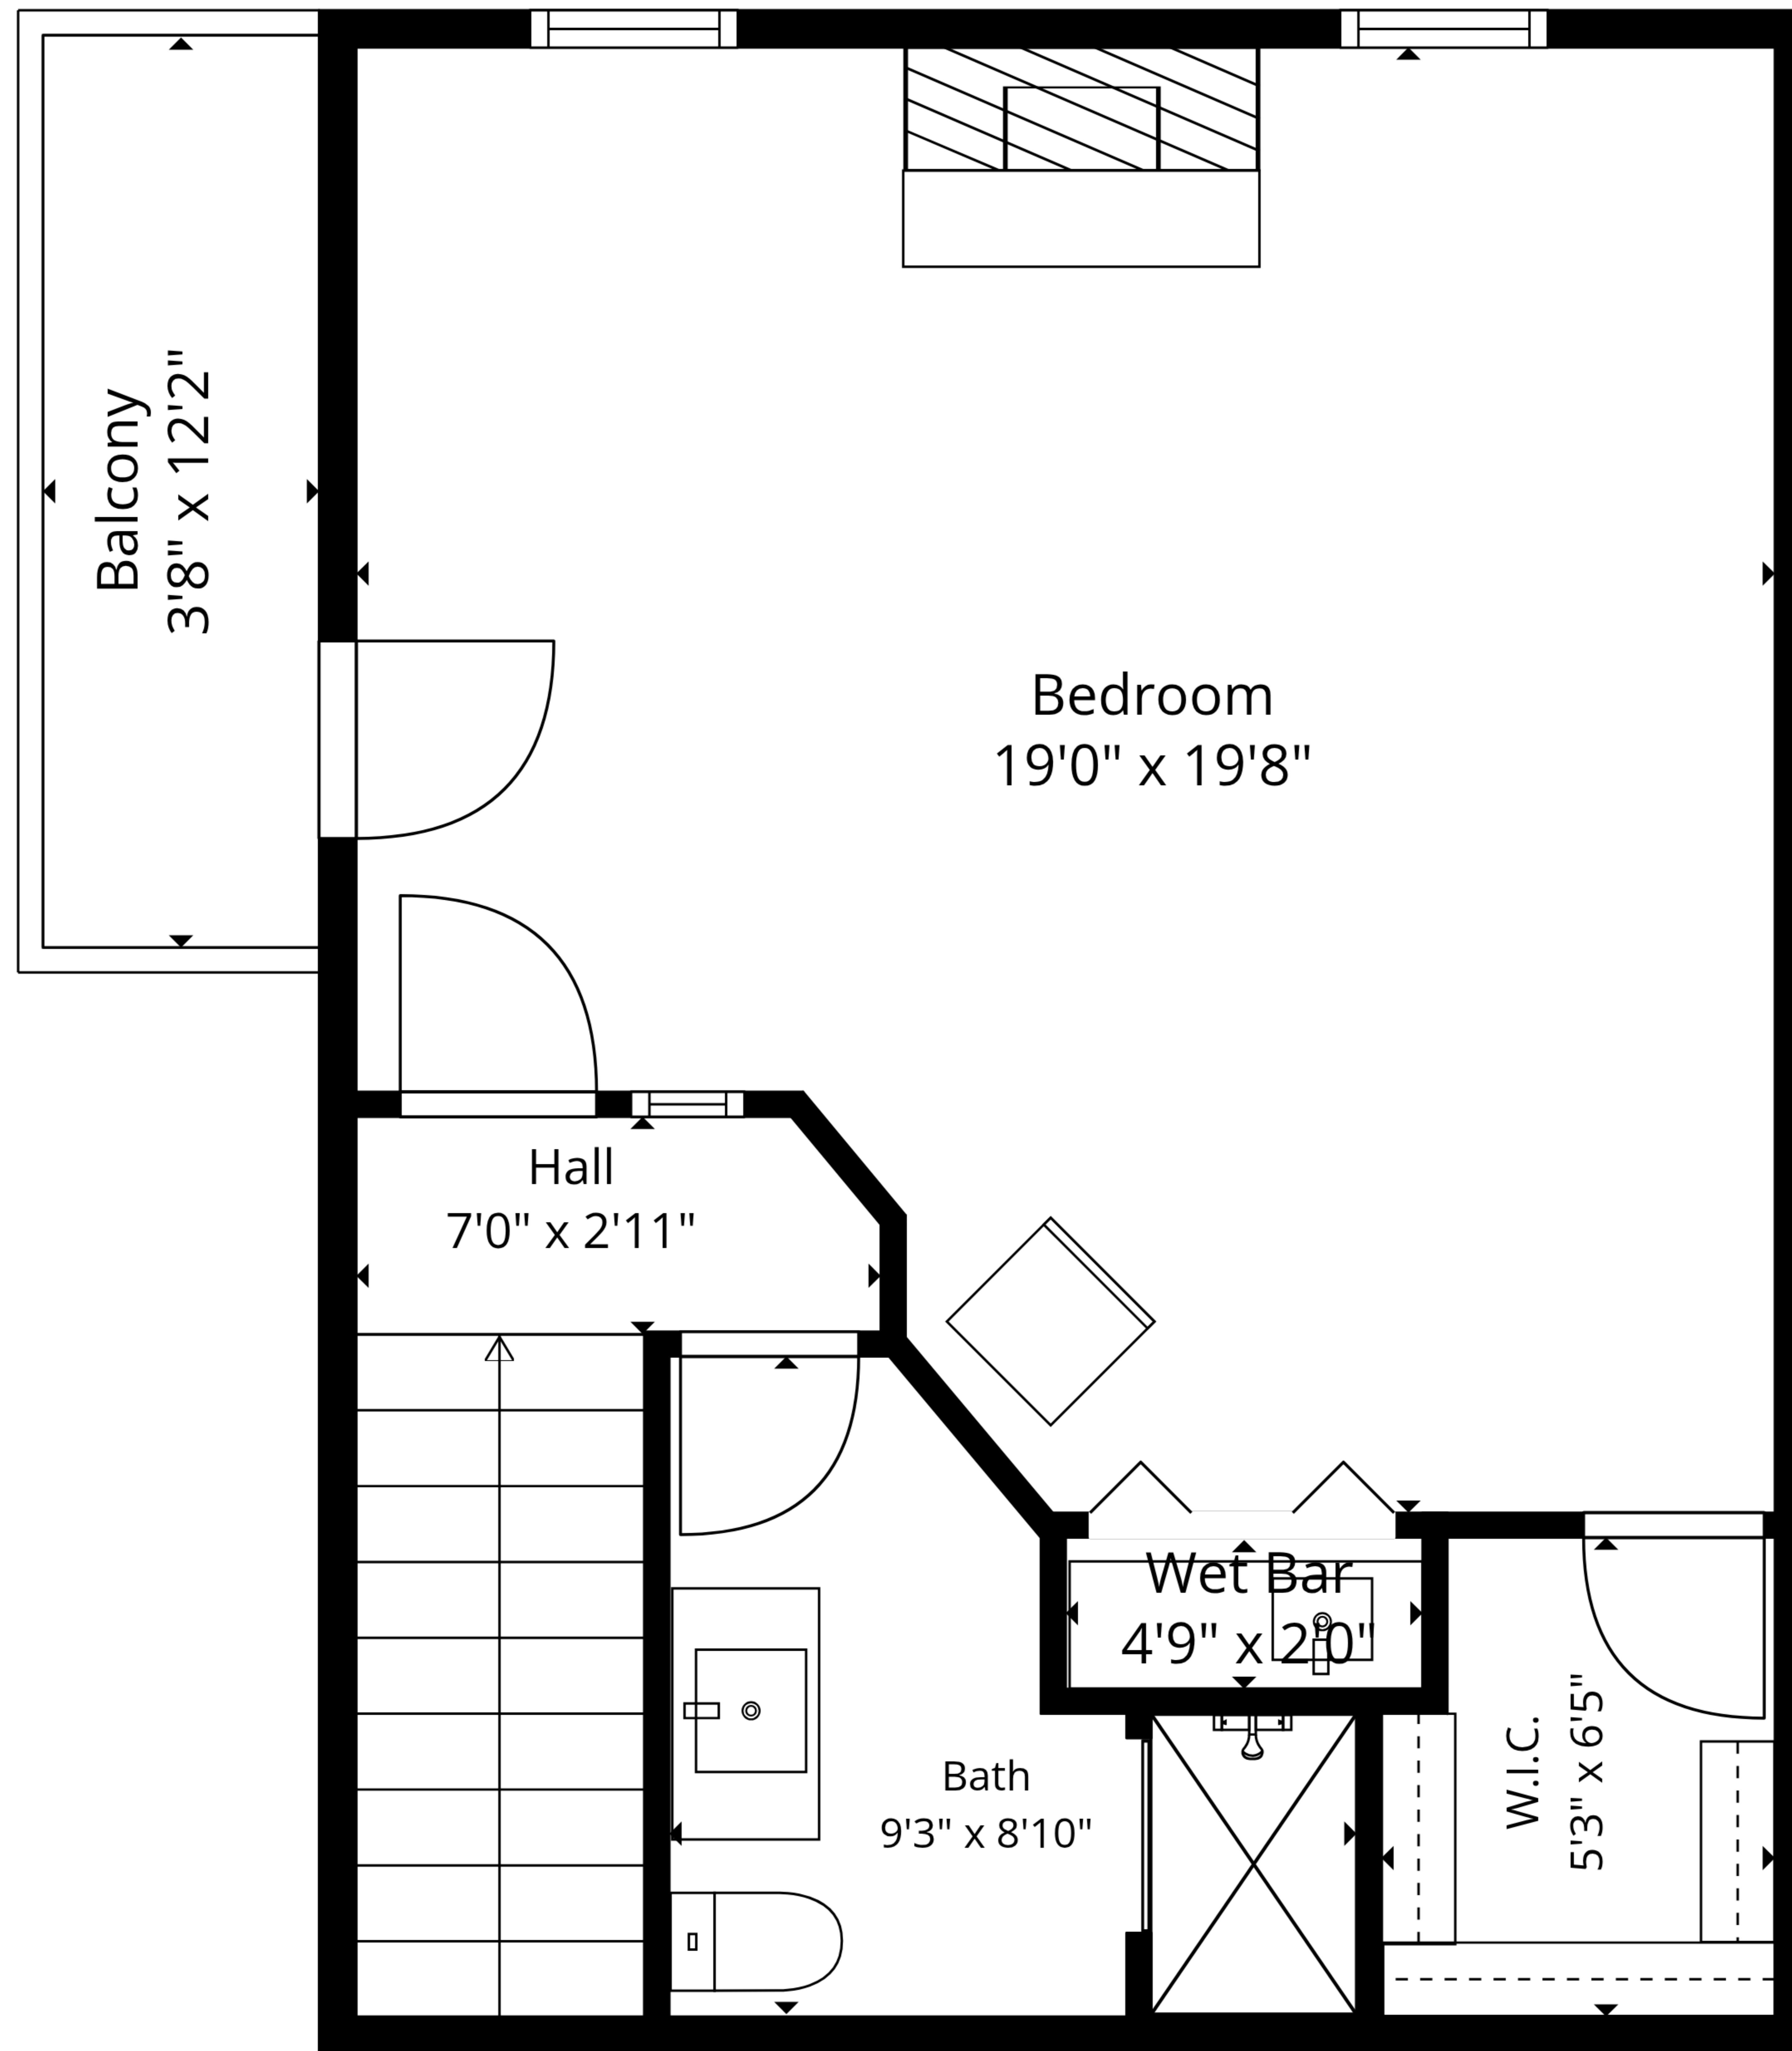 Balcony
3'8" x 12'2"
Bedroom
19'0" x 19'8"
Hall
7'0" x 2'11"
Wet Bar
4'9" x 2'0"
Bath
9'3" x 8'10"
W.I.C.
5'3" x 6'5"